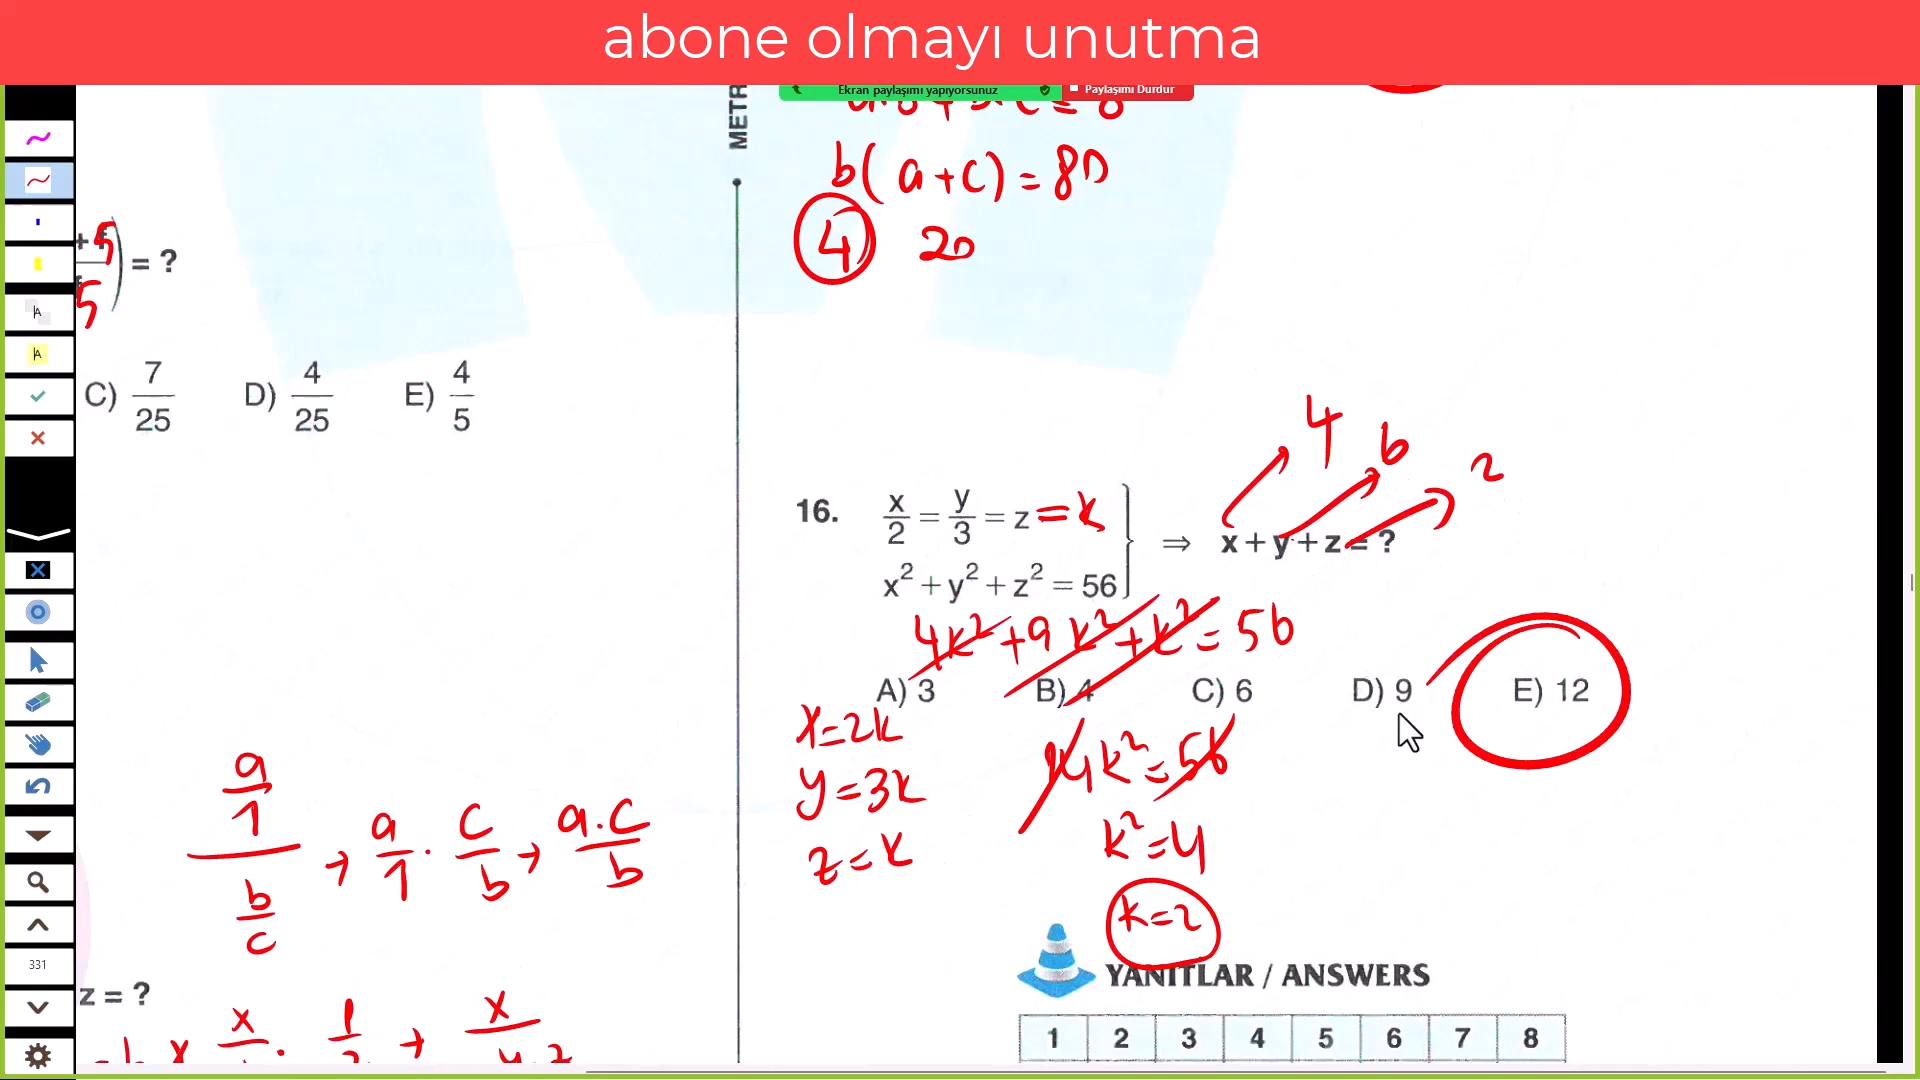 abone olmayı unutma
Ekran paylaşımı yapıyorsunuz
Paylaşımı Durdur
METR
b(a+c)=80
4 20
5
5
= ?
C) 7/25 D) 4/25 E) 4/5
4 6 2
16. x/2 = y/3 = z = k
⇒ x+y+z = ?
x² + y² + z² = 56
4k² + 9k² + k² = 56
A) 3 B) 4 C) 6 D) 9 E) 12
x=2k
y=3k
z=k
14k²=56
k²=4
k=2
a/1
b/c
→ a/1 · c/b → a.c/b
z = ?
YANITLAR / ANSWERS
1 2 3 4 5 6 7 8
331